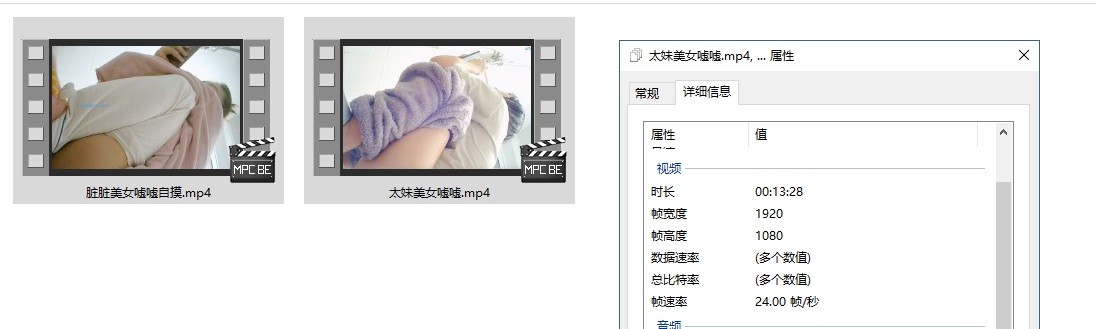 太妹美女嘘嘘.mp4, ... 属性
常规
详细信息
属性
值
视频
时长
00:13:28
帧宽度
1920
帧高度
1080
数据速率
(多个数值)
总比特率
(多个数值)
帧速率
24.00 帧/秒
音频
MPC BE
MPC BE
脏脏美女嘘嘘自摸.mp4
太妹美女嘘嘘.mp4